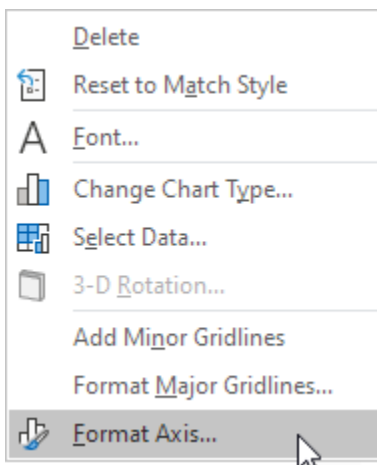 Delete
Reset to Match Style
Font...
Change Chart Type...
Select Data...
3-D Rotation...
Add Minor Gridlines
Format Major Gridlines...
Format Axis...